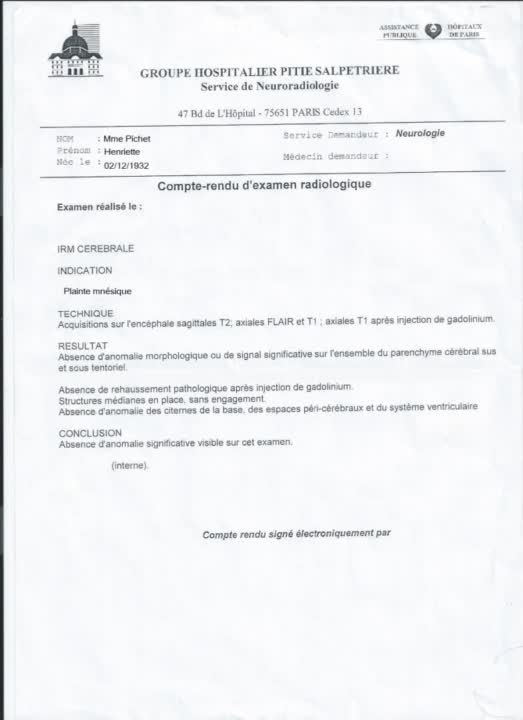 ASSISTANCE PUBLIQUE HÔPITAUX DE PARIS
GROUPE HOSPITALIER PITIE SALPETRIERE
Service de Neuroradiologie
47 Bd de L'Hôpital - 75651 PARIS Cedex 13
NOM : Mme Pichet
Prénom : Henriette
Née le : 02/12/1932
Service Demandeur : Neurologie
Médecin demandeur :
Compte-rendu d'examen radiologique
Examen réalisé le :
IRM CEREBRALE
INDICATION
Plainte mnésique
TECHNIQUE
Acquisitions sur l'encéphale sagittales T2; axiales FLAIR et T1 ; axiales T1 après injection de gadolinium.
RESULTAT
Absence d'anomalie morphologique ou de signal significative sur l'ensemble du parenchyme cérébral sus
et sous tentoriel.
Absence de rehaussement pathologique après injection de gadolinium.
Structures médianes en place, sans engagement.
Absence d'anomalie des citernes de la base, des espaces péri-cérébraux et du système ventriculaire
CONCLUSION
Absence d'anomalie significative visible sur cet examen.
(interne).
Compte rendu signé électroniquement par